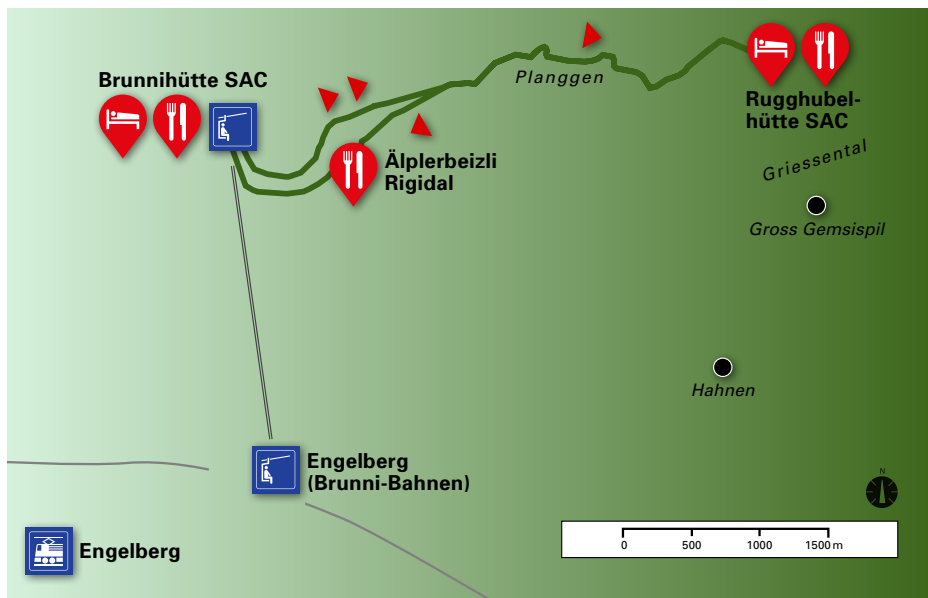 Brunnihütte SAC
Planggen
Rugghubel-
hütte SAC
Älplerbeizli
Rigidal
Griessental
Gross Gemsispil
Hahnen
Engelberg
(Brunni-Bahnen)
N
0 500 1000 1500 m
Engelberg